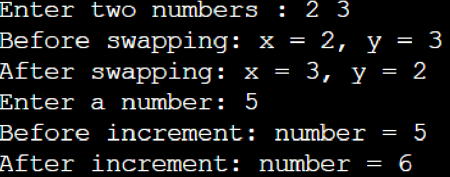 Enter two numbers : 2 3
Before swapping: x = 2, y = 3
After swapping: x = 3, y = 2
Enter a number: 5
Before increment: number = 5
After increment: number = 6